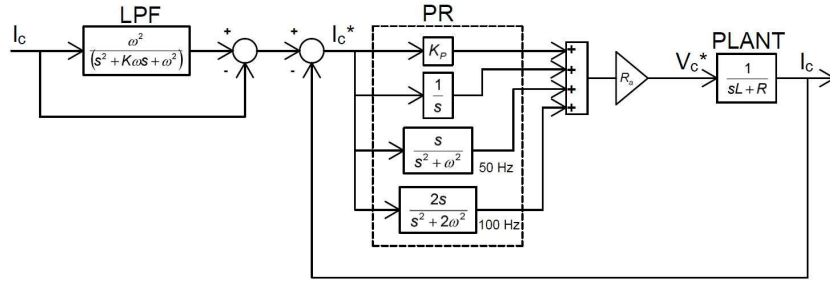 LPF
PR
PLANT
I_c
ω²
(s² + Kωs + ω²)
+
-
+
-
I_c*
K_P
1
s
s
s² + ω²
50 Hz
2s
s² + 2ω²
100 Hz
+
+
+
+
R_a
V_c*
1
sL + R
I_c